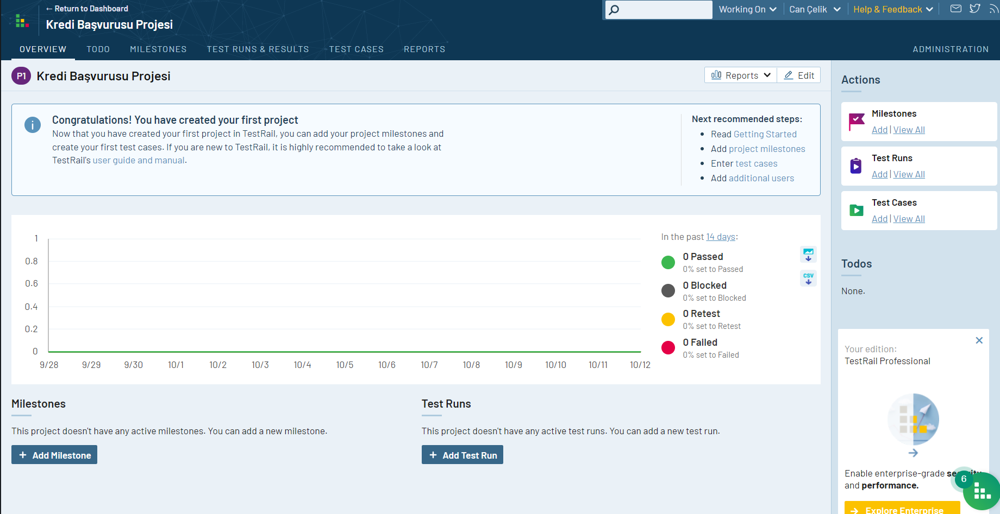 ← Return to Dashboard
Kredi Başvurusu Projesi
Working On
Can Çelik
Help & Feedback
OVERVIEW
TODO
MILESTONES
TEST RUNS & RESULTS
TEST CASES
REPORTS
ADMINISTRATION
P1
Kredi Başvurusu Projesi
Reports
Edit
Congratulations! You have created your first project
Now that you have created your first project in TestRail, you can add your project milestones and
create your first test cases. If you are new to TestRail, it is highly recommended to take a look at
TestRail's user guide and manual.
Next recommended steps:
• Read Getting Started
• Add project milestones
• Enter test cases
• Add additional users
1
0.8
0.6
0.4
0.2
0
9/28 9/29 9/30 10/1 10/2 10/3 10/4 10/5 10/6 10/7 10/8 10/9 10/10 10/11 10/12
In the past 14 days:
0 Passed
0% set to Passed
0 Blocked
0% set to Blocked
0 Retest
0% set to Retest
0 Failed
0% set to Failed
CSV
Milestones
This project doesn't have any active milestones. You can add a new milestone.
+ Add Milestone
Test Runs
This project doesn't have any active test runs. You can add a new test run.
+ Add Test Run
Actions
Milestones
Add | View All
Test Runs
Add | View All
Test Cases
Add | View All
Todos
None.
Your edition:
TestRail Professional
Enable enterprise-grade security
and performance.
→ Explore Enterprise
6